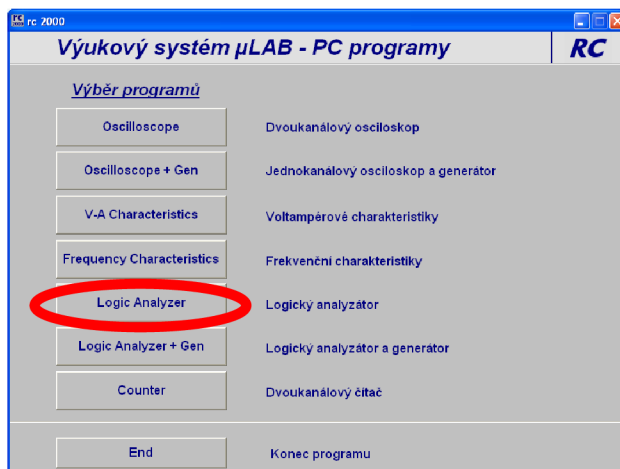 rc 2000
Výukový systém µLAB - PC programy RC
Výběr programů
Oscilloscope Dvoukanálový osciloskop
Oscilloscope + Gen Jednokanálový osciloskop a generátor
V-A Characteristics Voltampérové charakteristiky
Frequency Characteristics Frekvenční charakteristiky
Logic Analyzer Logický analyzátor
Logic Analyzer + Gen Logický analyzátor a generátor
Counter Dvoukanálový čítač
End Konec programu